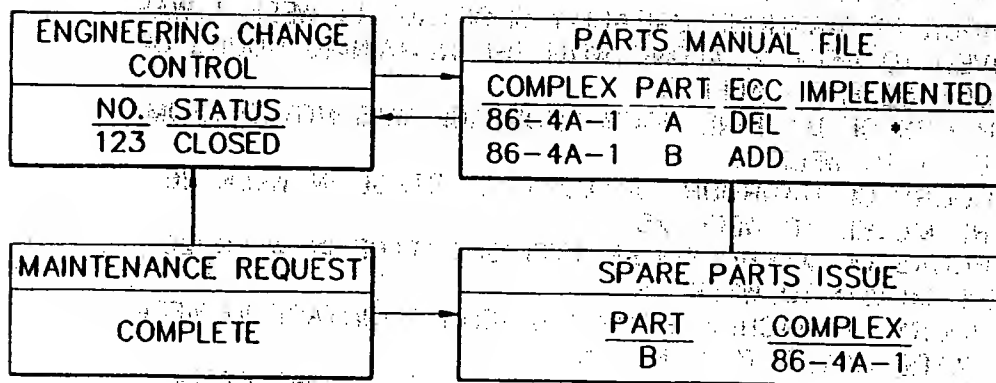 ENGINEERING CHANGE
CONTROL
NO. STATUS
123 CLOSED
PARTS MANUAL FILE
COMPLEX PART ECC IMPLEMENTED
86-4A-1 A DEL *
86-4A-1 B ADD
MAINTENANCE REQUEST
COMPLETE
SPARE PARTS ISSUE
PART COMPLEX
B 86-4A-1